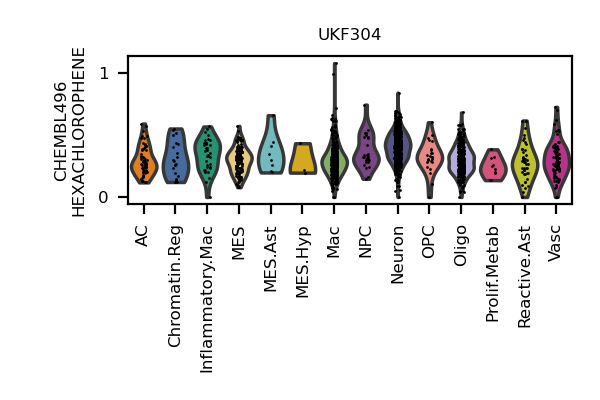 UKF304
CHEMBL496
HEXACHLOROPHENE
1
0
AC
Chromatin.Reg
Inflammatory.Mac
MES
MES.Ast
MES.Hyp
Mac
NPC
Neuron
OPC
Oligo
Prolif.Metab
Reactive.Ast
Vasc